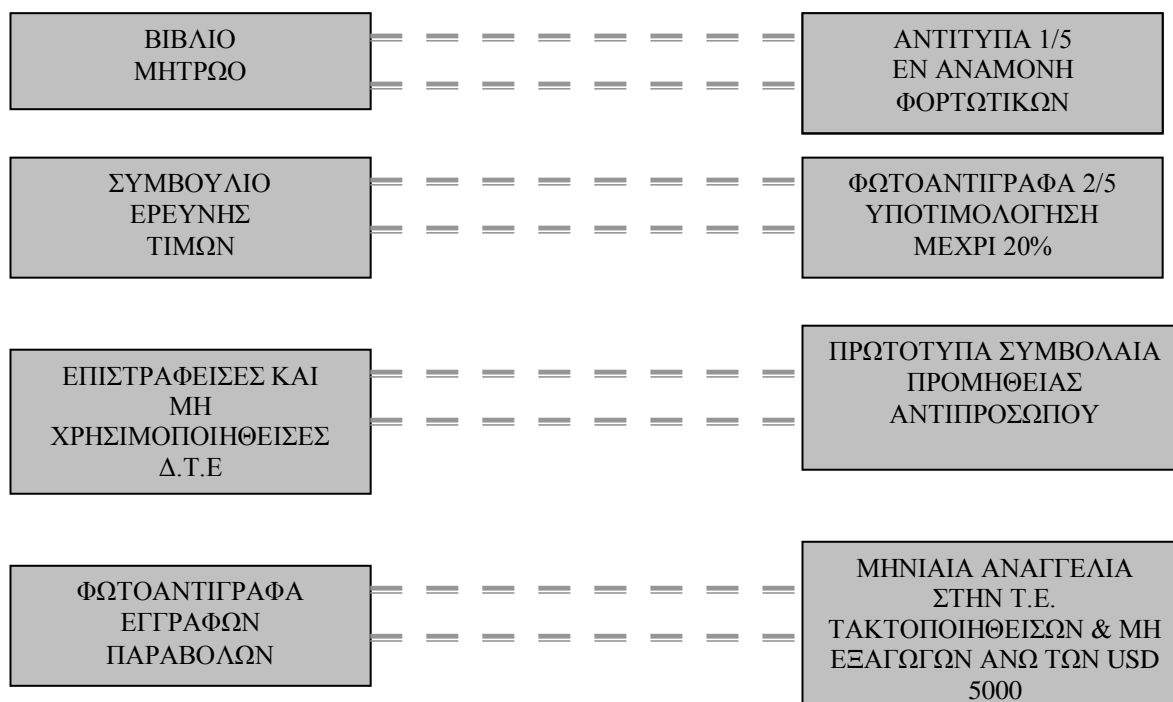 ΒΙΒΛΙΟ
ΜΗΤΡΩΟ
ΑΝΤΙΤΥΠΑ 1/5
ΕΝ ΑΝΑΜΟΝΗ
ΦΟΡΤΩΤΙΚΩΝ
ΣΥΜΒΟΥΛΙΟ
ΕΡΕΥΝΗΣ
ΤΙΜΩΝ
ΦΩΤΟΑΝΤΙΓΡΑΦΑ 2/5
ΥΠΟΤΙΜΟΛΟΓΗΣΗ
ΜΕΧΡΙ 20%
ΕΠΙΣΤΡΑΦΕΙΣΕΣ ΚΑΙ
ΜΗ
ΧΡΗΣΙΜΟΠΟΙΗΘΕΙΣΕΣ
Δ.Τ.Ε
ΠΡΩΤΟΤΥΠΑ ΣΥΜΒΟΛΑΙΑ
ΠΡΟΜΗΘΕΙΑΣ
ΑΝΤΙΠΡΟΣΩΠΟΥ
ΦΩΤΟΑΝΤΙΓΡΑΦΑ
ΕΓΓΡΑΦΩΝ
ΠΑΡΑΒΟΛΩΝ
ΜΗΝΙΑΙΑ ΑΝΑΓΓΕΛΙΑ
ΣΤΗΝ Τ.Ε.
ΤΑΚΤΟΠΟΙΗΘΕΙΣΩΝ & ΜΗ
ΕΞΑΓΩΓΩΝ ΑΝΩ ΤΩΝ USD
5000